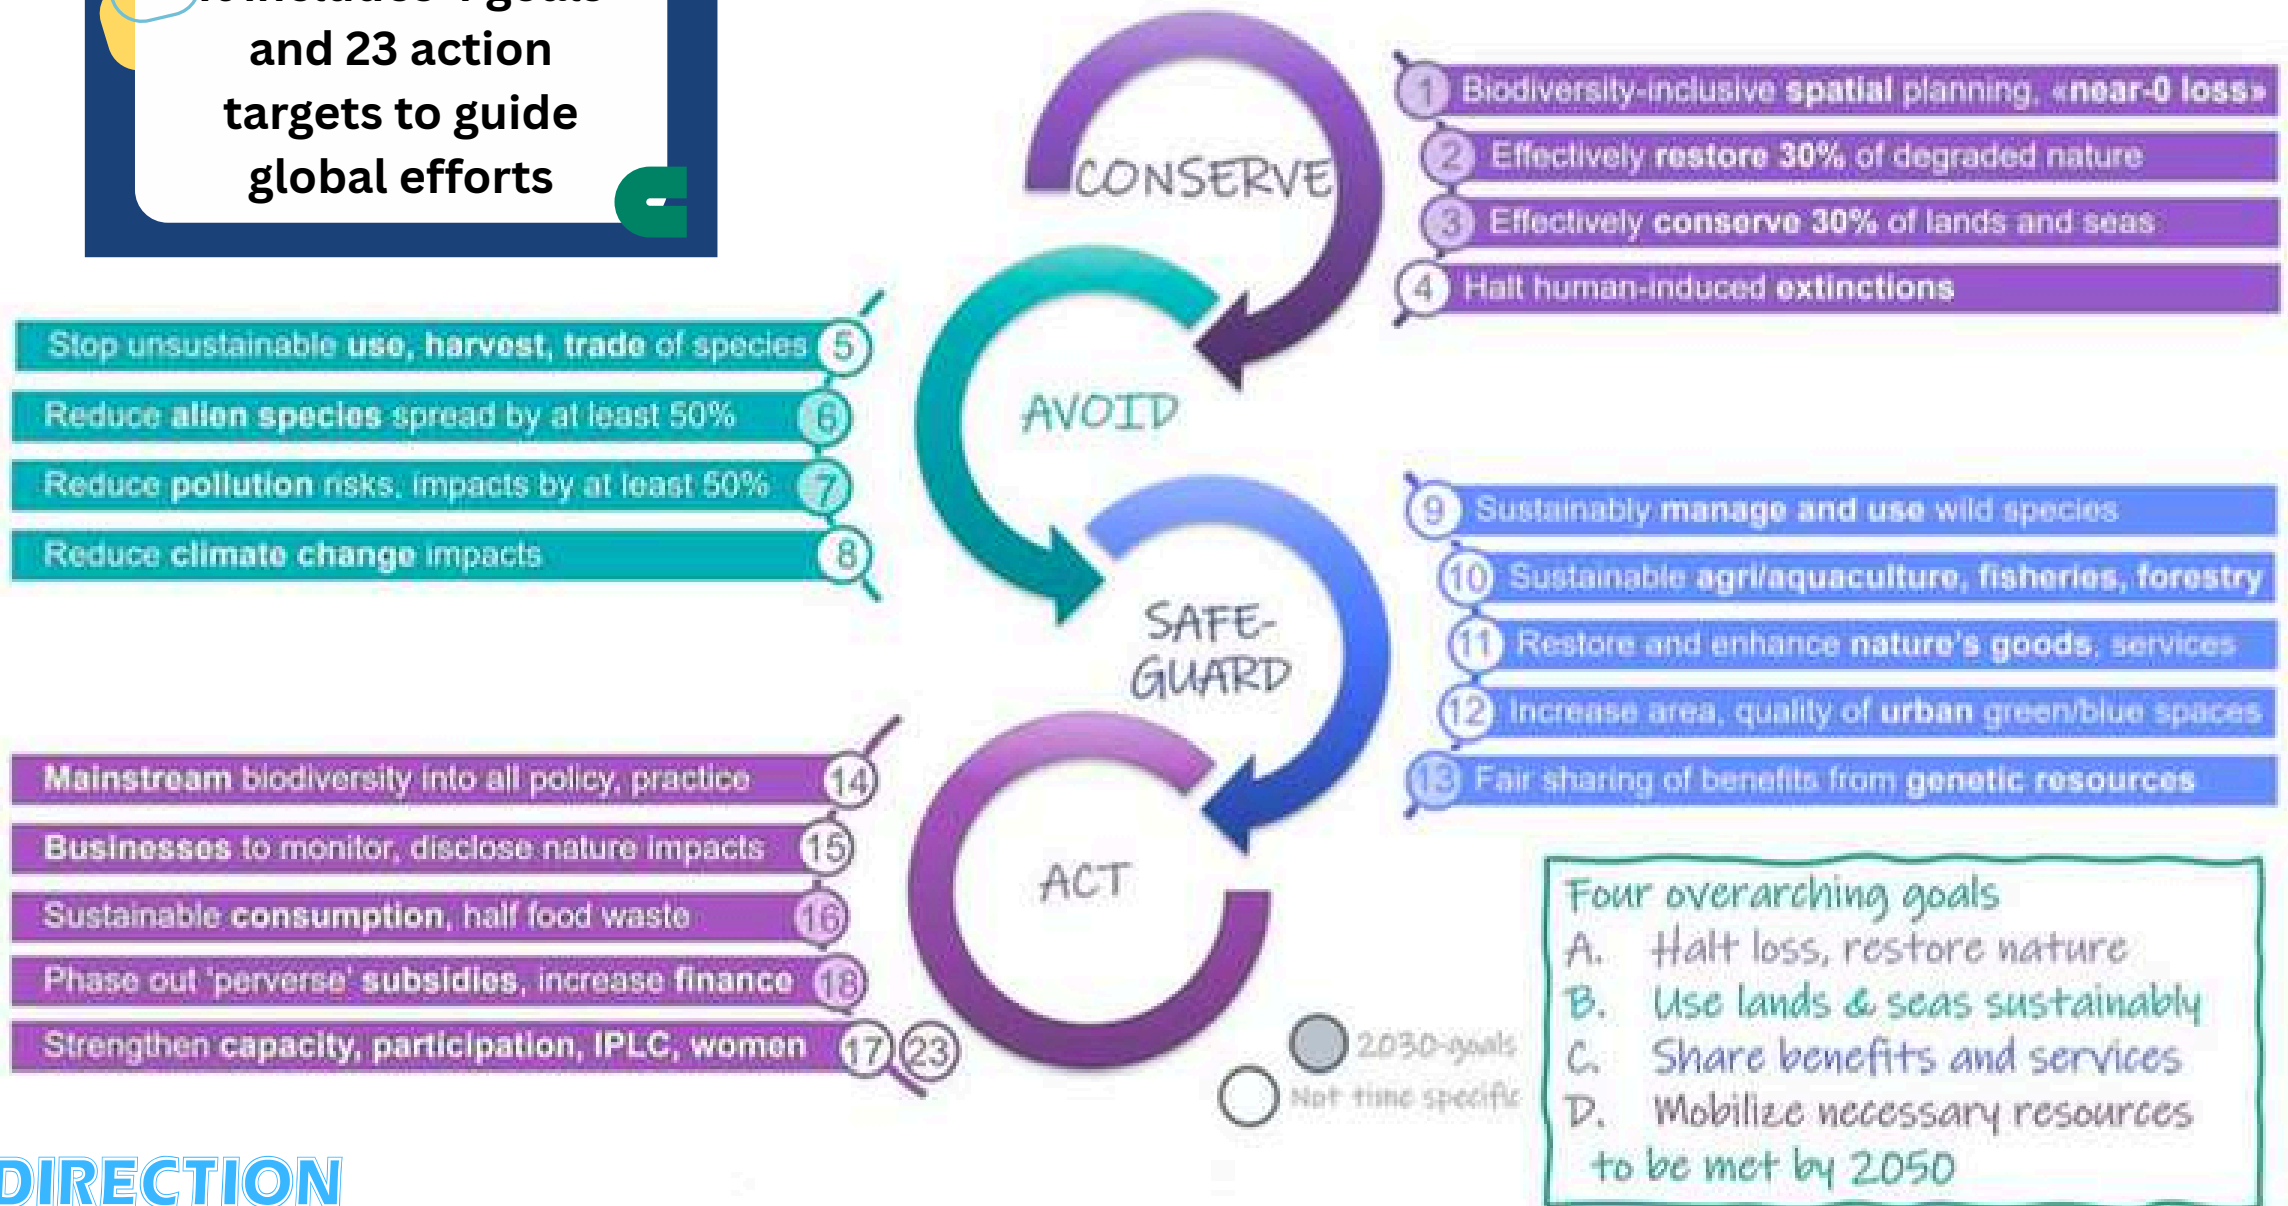 and 23 action
targets to guide
global efforts
CONSERVE
1 Biodiversity-inclusive spatial planning, «near-0 loss»
2 Effectively restore 30% of degraded nature
3 Effectively conserve 30% of lands and seas
4 Halt human-induced extinctions
AVOID
Stop unsustainable use, harvest, trade of species 5
Reduce alien species spread by at least 50% 6
Reduce pollution risks, impacts by at least 50% 7
Reduce climate change impacts 8
SAFE-
GUARD
9 Sustainably manage and use wild species
10 Sustainable agri/aquaculture, fisheries, forestry
11 Restore and enhance nature's goods, services
12 Increase area, quality of urban green/blue spaces
13 Fair sharing of benefits from genetic resources
ACT
Mainstream biodiversity into all policy, practice 14
Businesses to monitor, disclose nature impacts 15
Sustainable consumption, half food waste 16
Phase out 'perverse' subsidies, increase finance 18
Strengthen capacity, participation, IPLC, women 17 23
2030-goals
Not time specific
Four overarching goals
A. Halt loss, restore nature
B. Use lands & seas sustainably
C. Share benefits and services
D. Mobilize necessary resources
to be met by 2050
DIRECTION